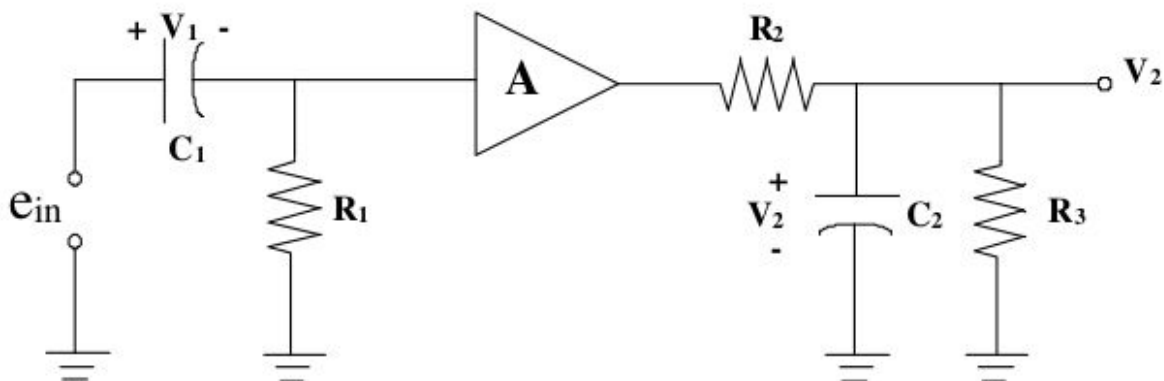 + V₁ -
C₁
R₁
eᵢₙ
A
R₂
V₂
+
V₂
-
C₂
R₃